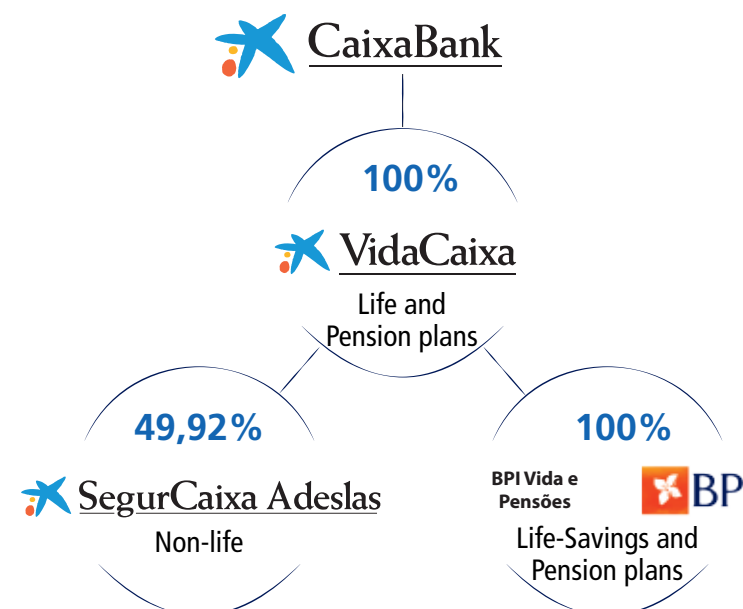 CaixaBank
100%
VidaCaixa
Life and
Pension plans
49,92%
SegurCaixa Adeslas
Non-life
100%
BPI Vida e
Pensões
BP
Life-Savings and
Pension plans